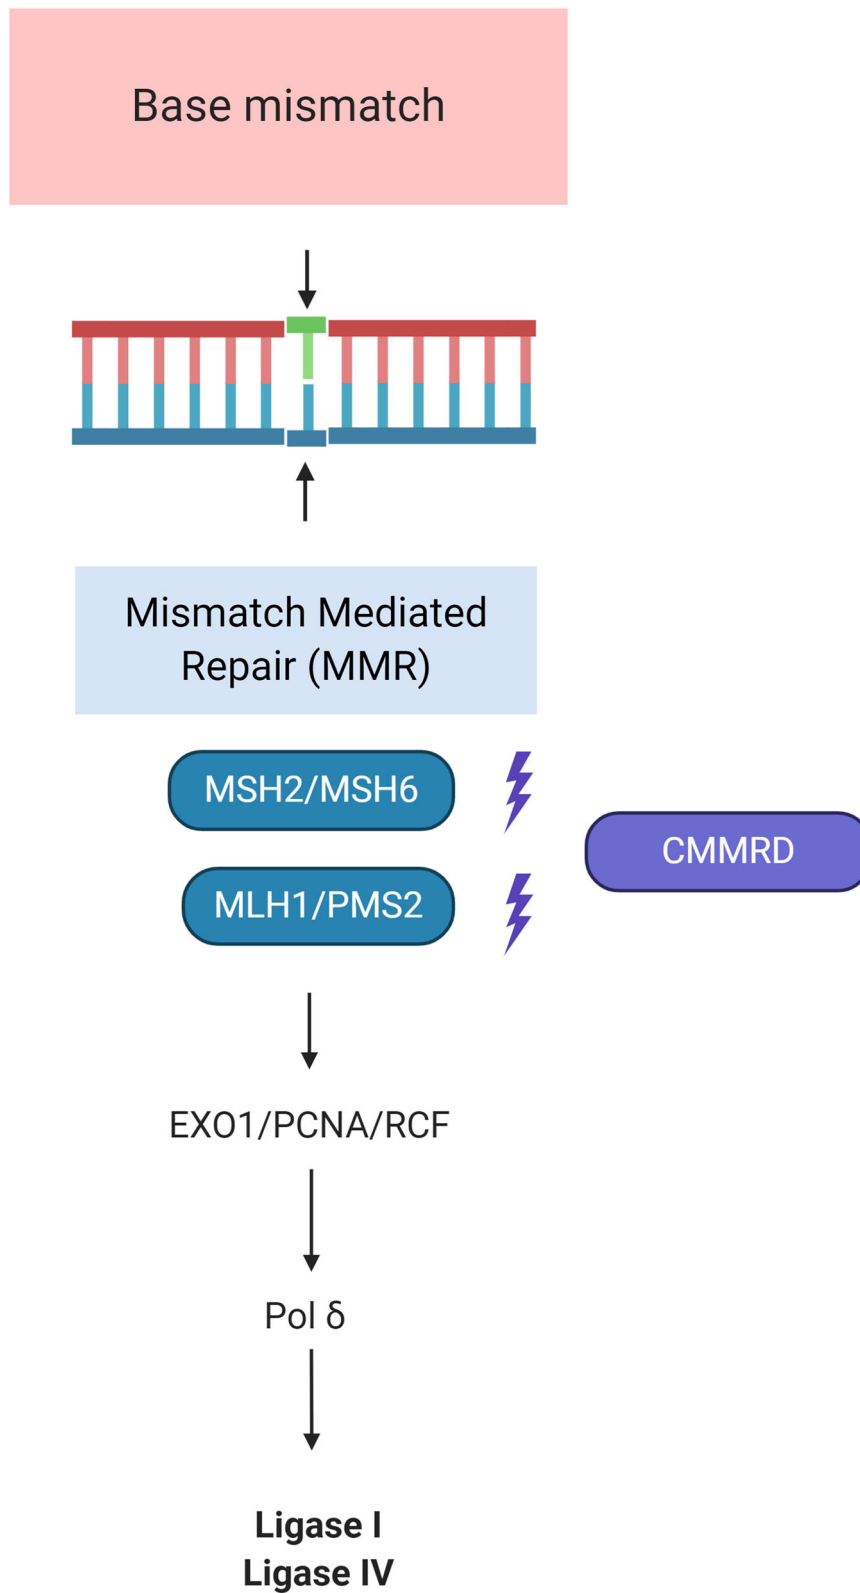 Base mismatch
Mismatch Mediated
Repair (MMR)
MSH2/MSH6
CMMRD
MLH1/PMS2
EXO1/PCNA/RCF
Pol δ
Ligase I
Ligase IV